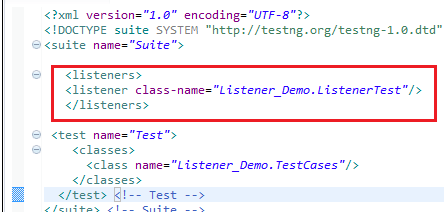 <?xml version="1.0" encoding="UTF-8"?>
<!DOCTYPE suite SYSTEM "http://testng.org/testng-1.0.dtd"
<suite name="Suite">
<listeners>
<listener class-name="Listener_Demo.ListenerTest"/>
</listeners>
<test name="Test">
<classes>
<class name="Listener_Demo.TestCases"/>
</classes>
</test> <!-- Test -->
</suite> <!-- Suite -->